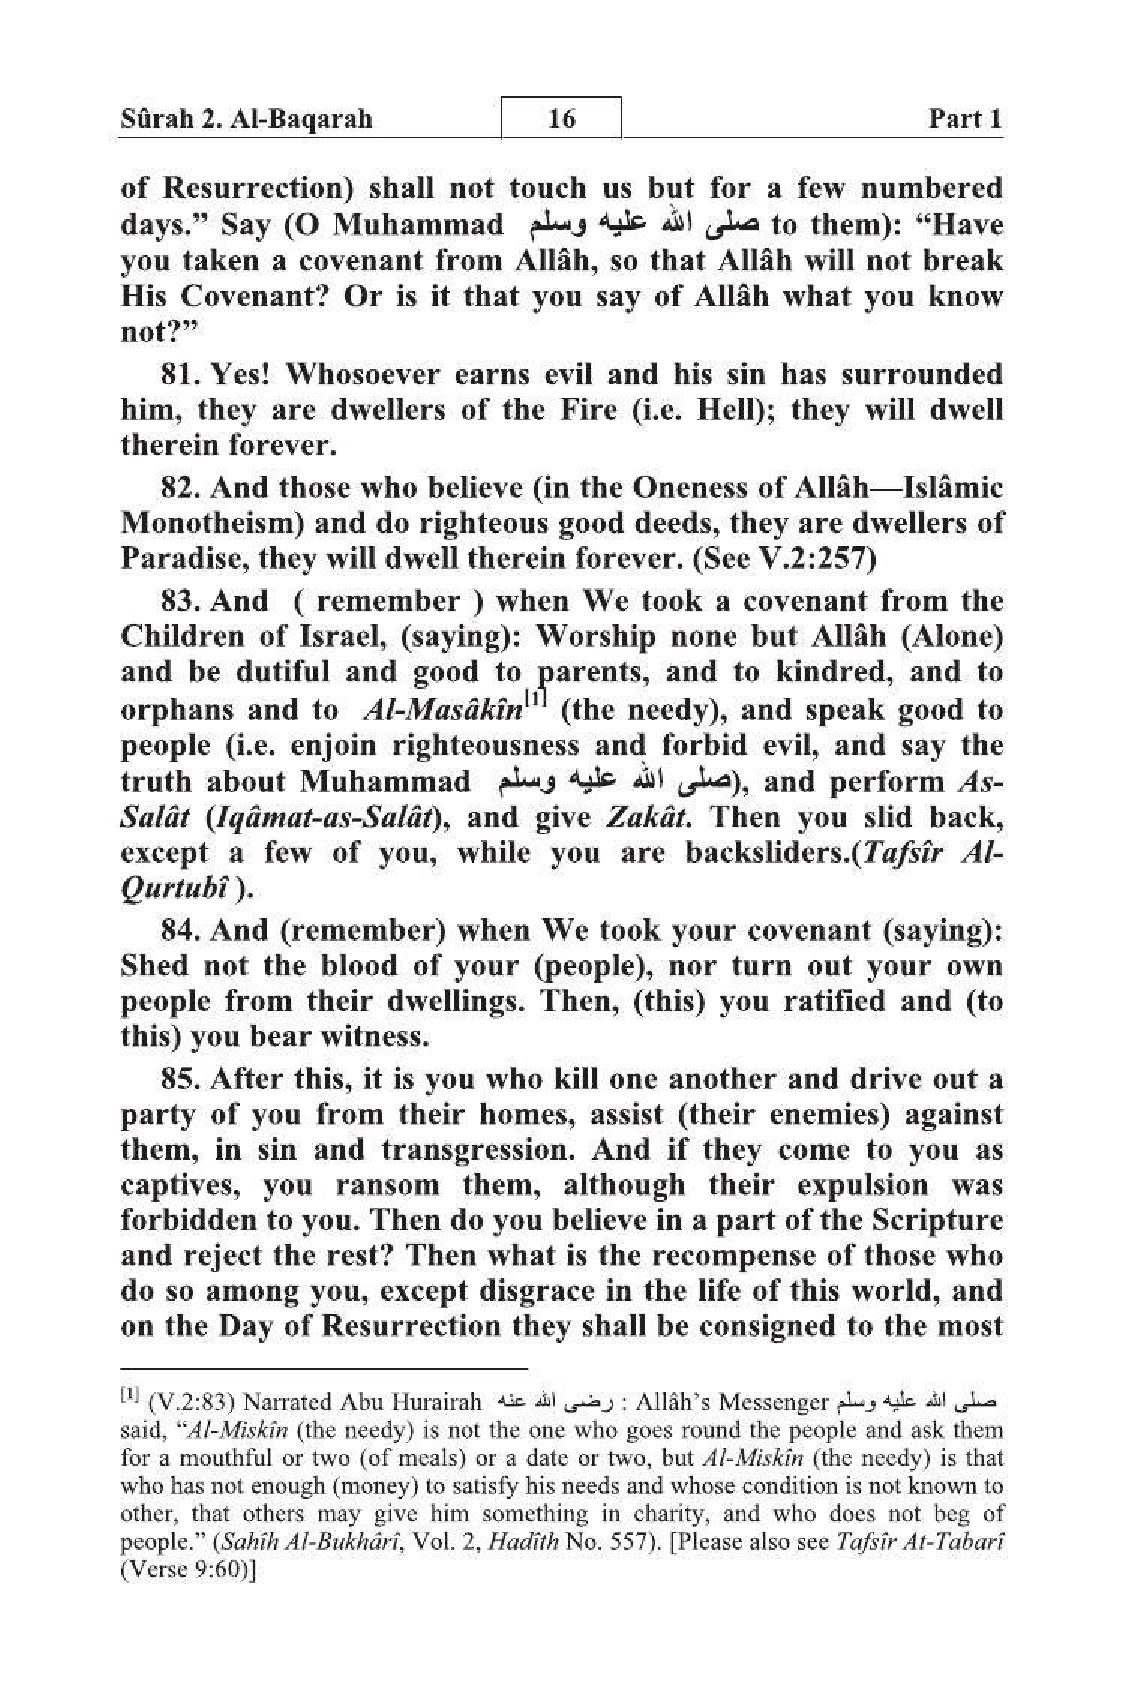 Sûrah 2. Al-Baqarah 16 Part 1
of Resurrection) shall not touch us but for a few numbered
days.” Say (O Muhammad صلى الله عليه وسلم to them): “Have
you taken a covenant from Allâh, so that Allâh will not break
His Covenant? Or is it that you say of Allâh what you know
not?”
81. Yes! Whosoever earns evil and his sin has surrounded
him, they are dwellers of the Fire (i.e. Hell); they will dwell
therein forever.
82. And those who believe (in the Oneness of Allâh—Islâmic
Monotheism) and do righteous good deeds, they are dwellers of
Paradise, they will dwell therein forever. (See V.2:257)
83. And ( remember ) when We took a covenant from the
Children of Israel, (saying): Worship none but Allâh (Alone)
and be dutiful and good to parents, and to kindred, and to
orphans and to Al-Masâkîn[1] (the needy), and speak good to
people (i.e. enjoin righteousness and forbid evil, and say the
truth about Muhammad صلى الله عليه وسلم), and perform As-
Salât (Iqâmat-as-Salât), and give Zakât. Then you slid back,
except a few of you, while you are backsliders.(Tafsîr Al-
Qurtubî ).
84. And (remember) when We took your covenant (saying):
Shed not the blood of your (people), nor turn out your own
people from their dwellings. Then, (this) you ratified and (to
this) you bear witness.
85. After this, it is you who kill one another and drive out a
party of you from their homes, assist (their enemies) against
them, in sin and transgression. And if they come to you as
captives, you ransom them, although their expulsion was
forbidden to you. Then do you believe in a part of the Scripture
and reject the rest? Then what is the recompense of those who
do so among you, except disgrace in the life of this world, and
on the Day of Resurrection they shall be consigned to the most
[1] (V.2:83) Narrated Abu Hurairah رضى الله عنه : Allâh’s Messenger صلى الله عليه وسلم
said, “Al-Miskîn (the needy) is not the one who goes round the people and ask them
for a mouthful or two (of meals) or a date or two, but Al-Miskîn (the needy) is that
who has not enough (money) to satisfy his needs and whose condition is not known to
other, that others may give him something in charity, and who does not beg of
people.” (Sahîh Al-Bukhârî, Vol. 2, Hadîth No. 557). [Please also see Tafsîr At-Tabarî
(Verse 9:60)]